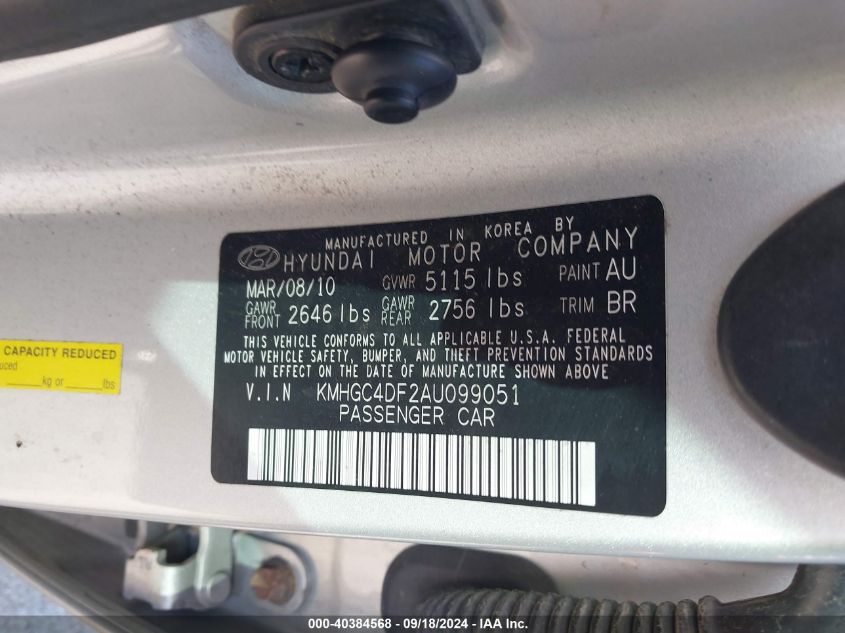 MANUFACTURED IN KOREA BY
HYUNDAI MOTOR COMPANY
MAR/08/10 GVWR 5115 lbs PAINT AU
GAWR FRONT 2646 lbs GAWR REAR 2756 lbs TRIM BR
THIS VEHICLE CONFORMS TO ALL APPLICABLE U.S.A. FEDERAL
MOTOR VEHICLE SAFETY, BUMPER, AND THEFT PREVENTION STANDARDS
IN EFFECT ON THE DATE OF MANUFACTURE SHOWN ABOVE
V.I.N KMHGC4DF2AU099051
PASSENGER CAR
CAPACITY REDUCED
kg or lbs
000-40384568 - 09/18/2024 - IAA Inc.